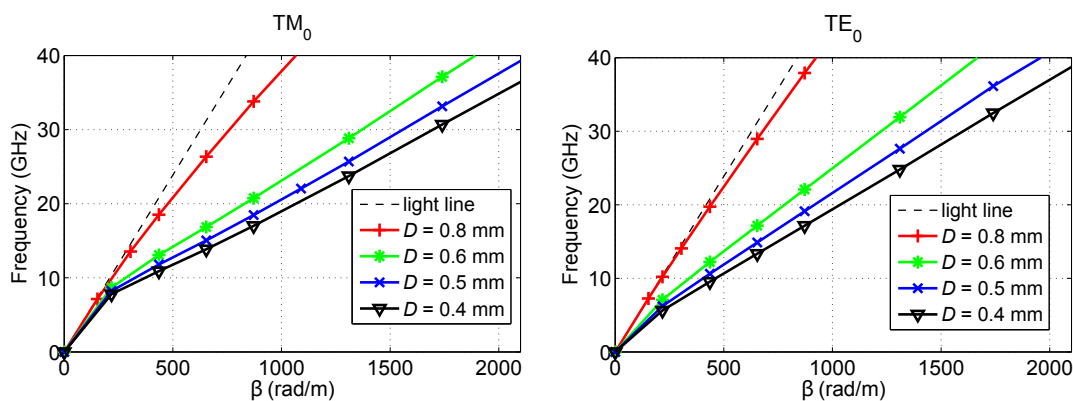 TM0
Frequency (GHz)
40
30
20
10
0
0 500 1000 1500 2000
β (rad/m)
light line
D = 0.8 mm
D = 0.6 mm
D = 0.5 mm
D = 0.4 mm
TE0
Frequency (GHz)
40
30
20
10
0
0 500 1000 1500 2000
β (rad/m)
light line
D = 0.8 mm
D = 0.6 mm
D = 0.5 mm
D = 0.4 mm